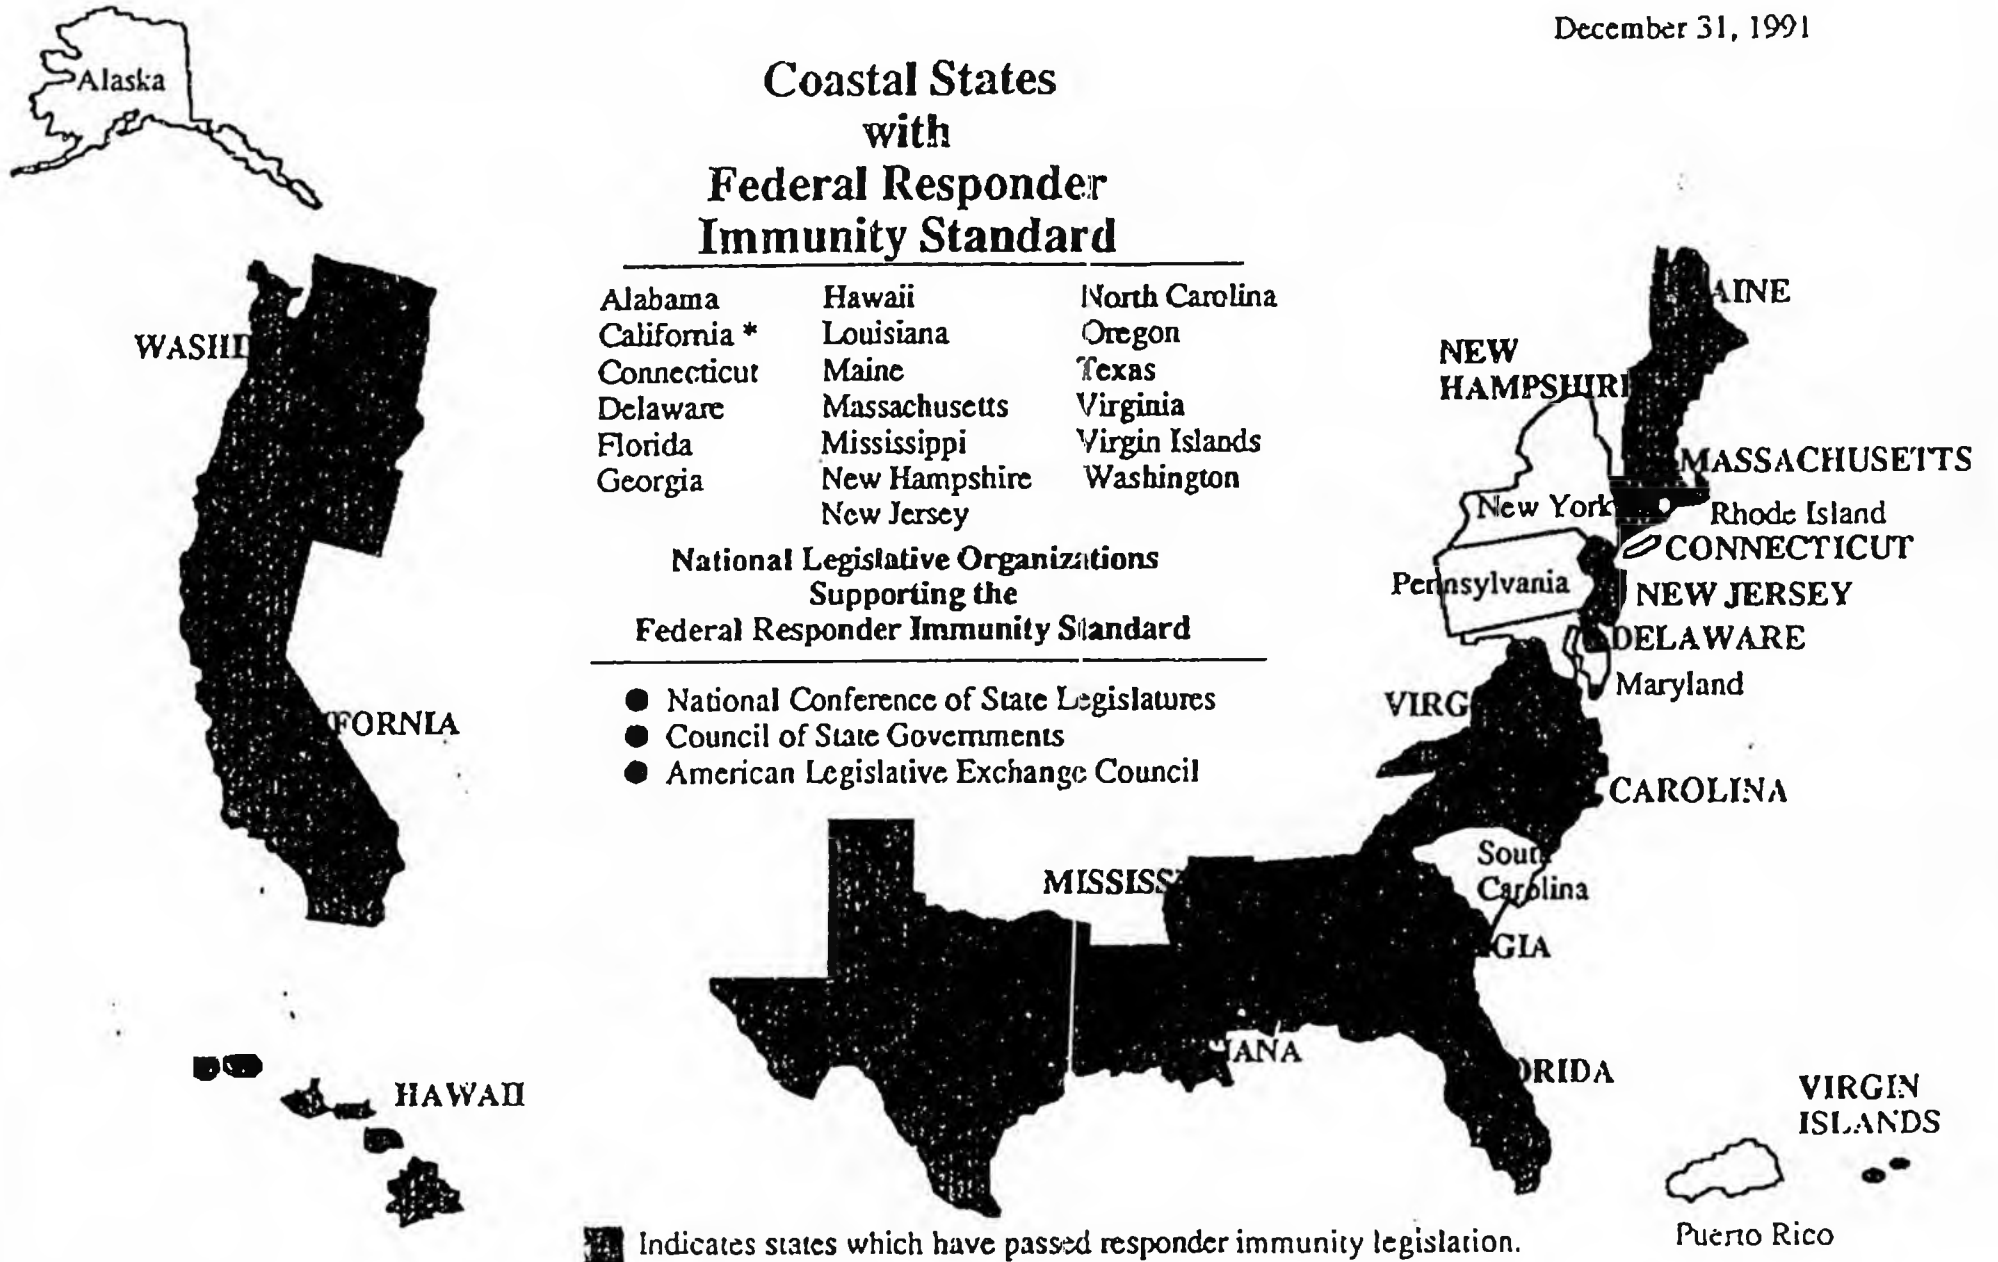 December 31, 1991
Alaska
Coastal States
with
Federal Responder
Immunity Standard
Alabama
California *
Connecticut
Delaware
Florida
Georgia
Hawaii
Louisiana
Maine
Massachusetts
Mississippi
New Hampshire
New Jersey
North Carolina
Oregon
Texas
Virginia
Virgin Islands
Washington
National Legislative Organizations
Supporting the
Federal Responder Immunity Standard
● National Conference of State Legislatures
● Council of State Governments
● American Legislative Exchange Council
WASHI
FORNIA
HAWAII
AINE
NEW
HAMPSHIR
MASSACHUSETTS
New York
Rhode Island
CONNECTICUT
Pennsylvania
NEW JERSEY
DELAWARE
Maryland
VIRG
CAROLINA
South
Carolina
MISSISS
GIA
IANA
ORIDA
VIRGIN
ISLANDS
Puerto Rico
Indicates states which have passed responder immunity legislation.